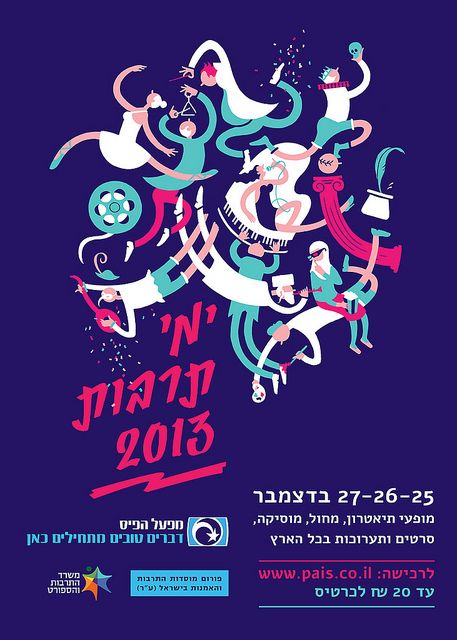 ימי
תרבות
2013
25-26-27 בדצמבר
מופעי תיאטרון, מחול, מוסיקה,
סרטים ותערוכות בכל הארץ
לרכישה: www.pais.co.il
עד 20 ₪ לכרטיס
מפעל הפיס
דברים טובים מתחילים כאן
פורום מוסדות התרבות
והאמנות בישראל (ע"ר)
משרד
התרבות
והספורט